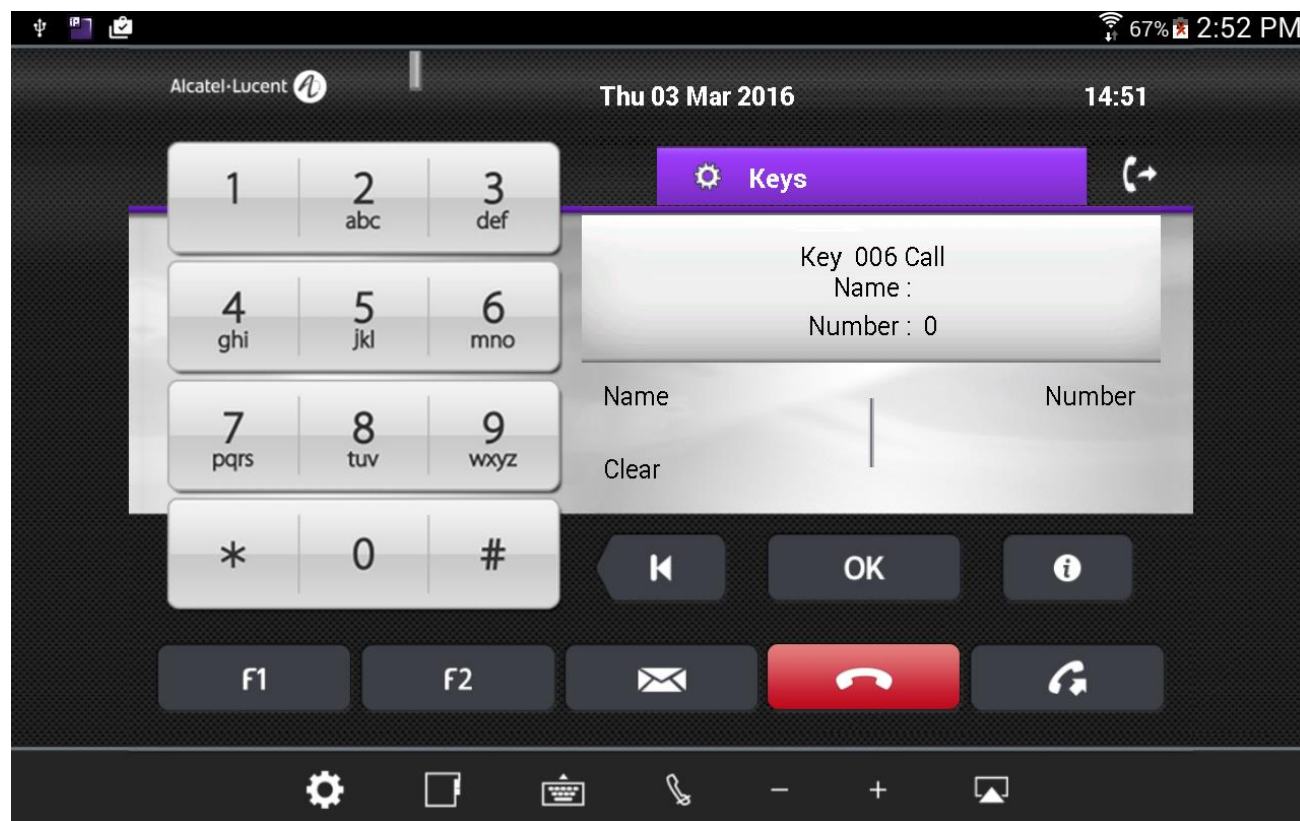 67% 2:52 PM
Alcatel·Lucent
Thu 03 Mar 2016 14:51
Keys
1 2 3
abc def
Key 006 Call
Name :
Number : 0
4 5 6
ghi jkl mno
Name Number
7 8 9
pqrs tuv wxyz
Clear
* 0 #
OK
F1 F2
- +